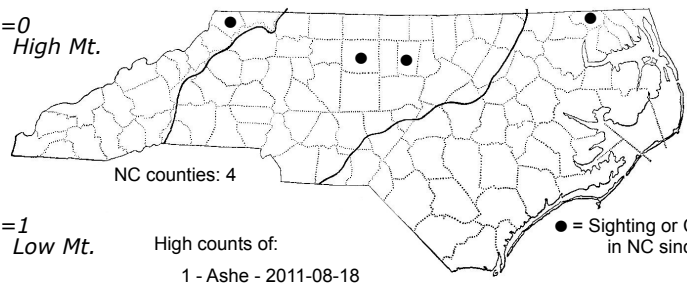 =0
High Mt.
NC counties: 4
=1
Low Mt.
High counts of:
● = Sighting or
in NC
1 - Ashe - 2011-08-18